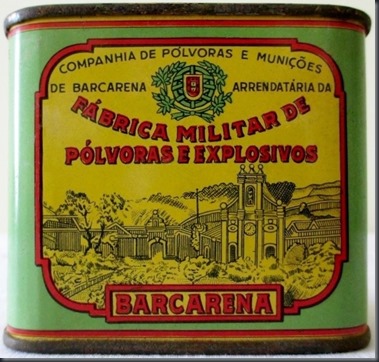 COMPANHIA DE PÓLVORAS E MUNIÇÕES
DE BARCARENA ARRENDATÁRIA DA
FÁBRICA MILITAR DE
PÓLVORAS E EXPLOSIVOS
BARCARENA